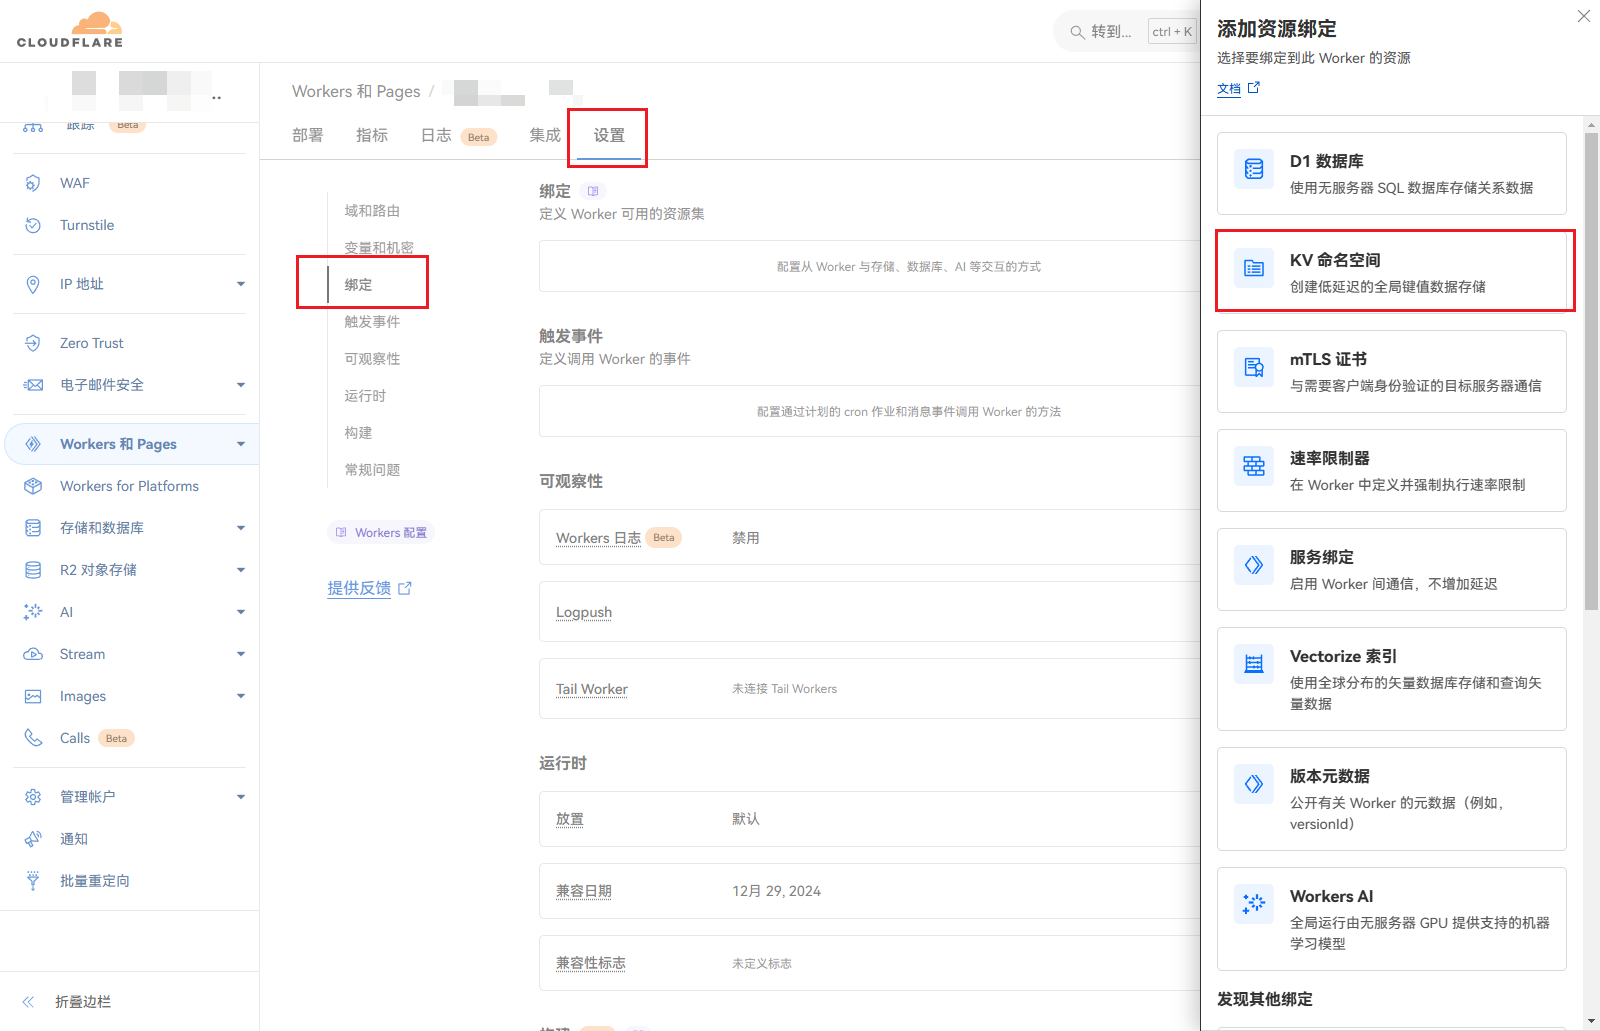 CLOUDFLARE
转到...
ctrl + K
..
跟踪
Beta
WAF
Turnstile
IP 地址
Zero Trust
电子邮件安全
Workers 和 Pages
Workers for Platforms
存储和数据库
R2 对象存储
AI
Stream
Images
Calls Beta
管理帐户
通知
批量重定向
折叠边栏
Workers 和 Pages /
部署
指标
日志 Beta
集成
设置
域和路由
变量和机密
绑定
触发事件
可观察性
运行时
构建
常规问题
Workers 配置
提供反馈
绑定
定义 Worker 可用的资源集
配置从 Worker 与存储、数据库、AI 等交互的方式
触发事件
定义调用 Worker 的事件
配置通过计划的 cron 作业和消息事件调用 Worker 的方法
可观察性
Workers 日志 Beta 禁用
Logpush
Tail Worker 未连接 Tail Workers
运行时
放置 默认
兼容日期 12月 29, 2024
兼容性标志 未定义标志
添加资源绑定
选择要绑定到此 Worker 的资源
文档
D1 数据库
使用无服务器 SQL 数据库存储关系数据
KV 命名空间
创建低延迟的全局键值数据存储
mTLS 证书
与需要客户端身份验证的目标服务器通信
速率限制器
在 Worker 中定义并强制执行速率限制
服务绑定
启用 Worker 间通信，不增加延迟
Vectorize 索引
使用全球分布的矢量数据库存储和查询矢
量数据
版本元数据
公开有关 Worker 的元数据（例如，
versionId）
Workers AI
全局运行由无服务器 GPU 提供支持的机器
学习模型
发现其他绑定